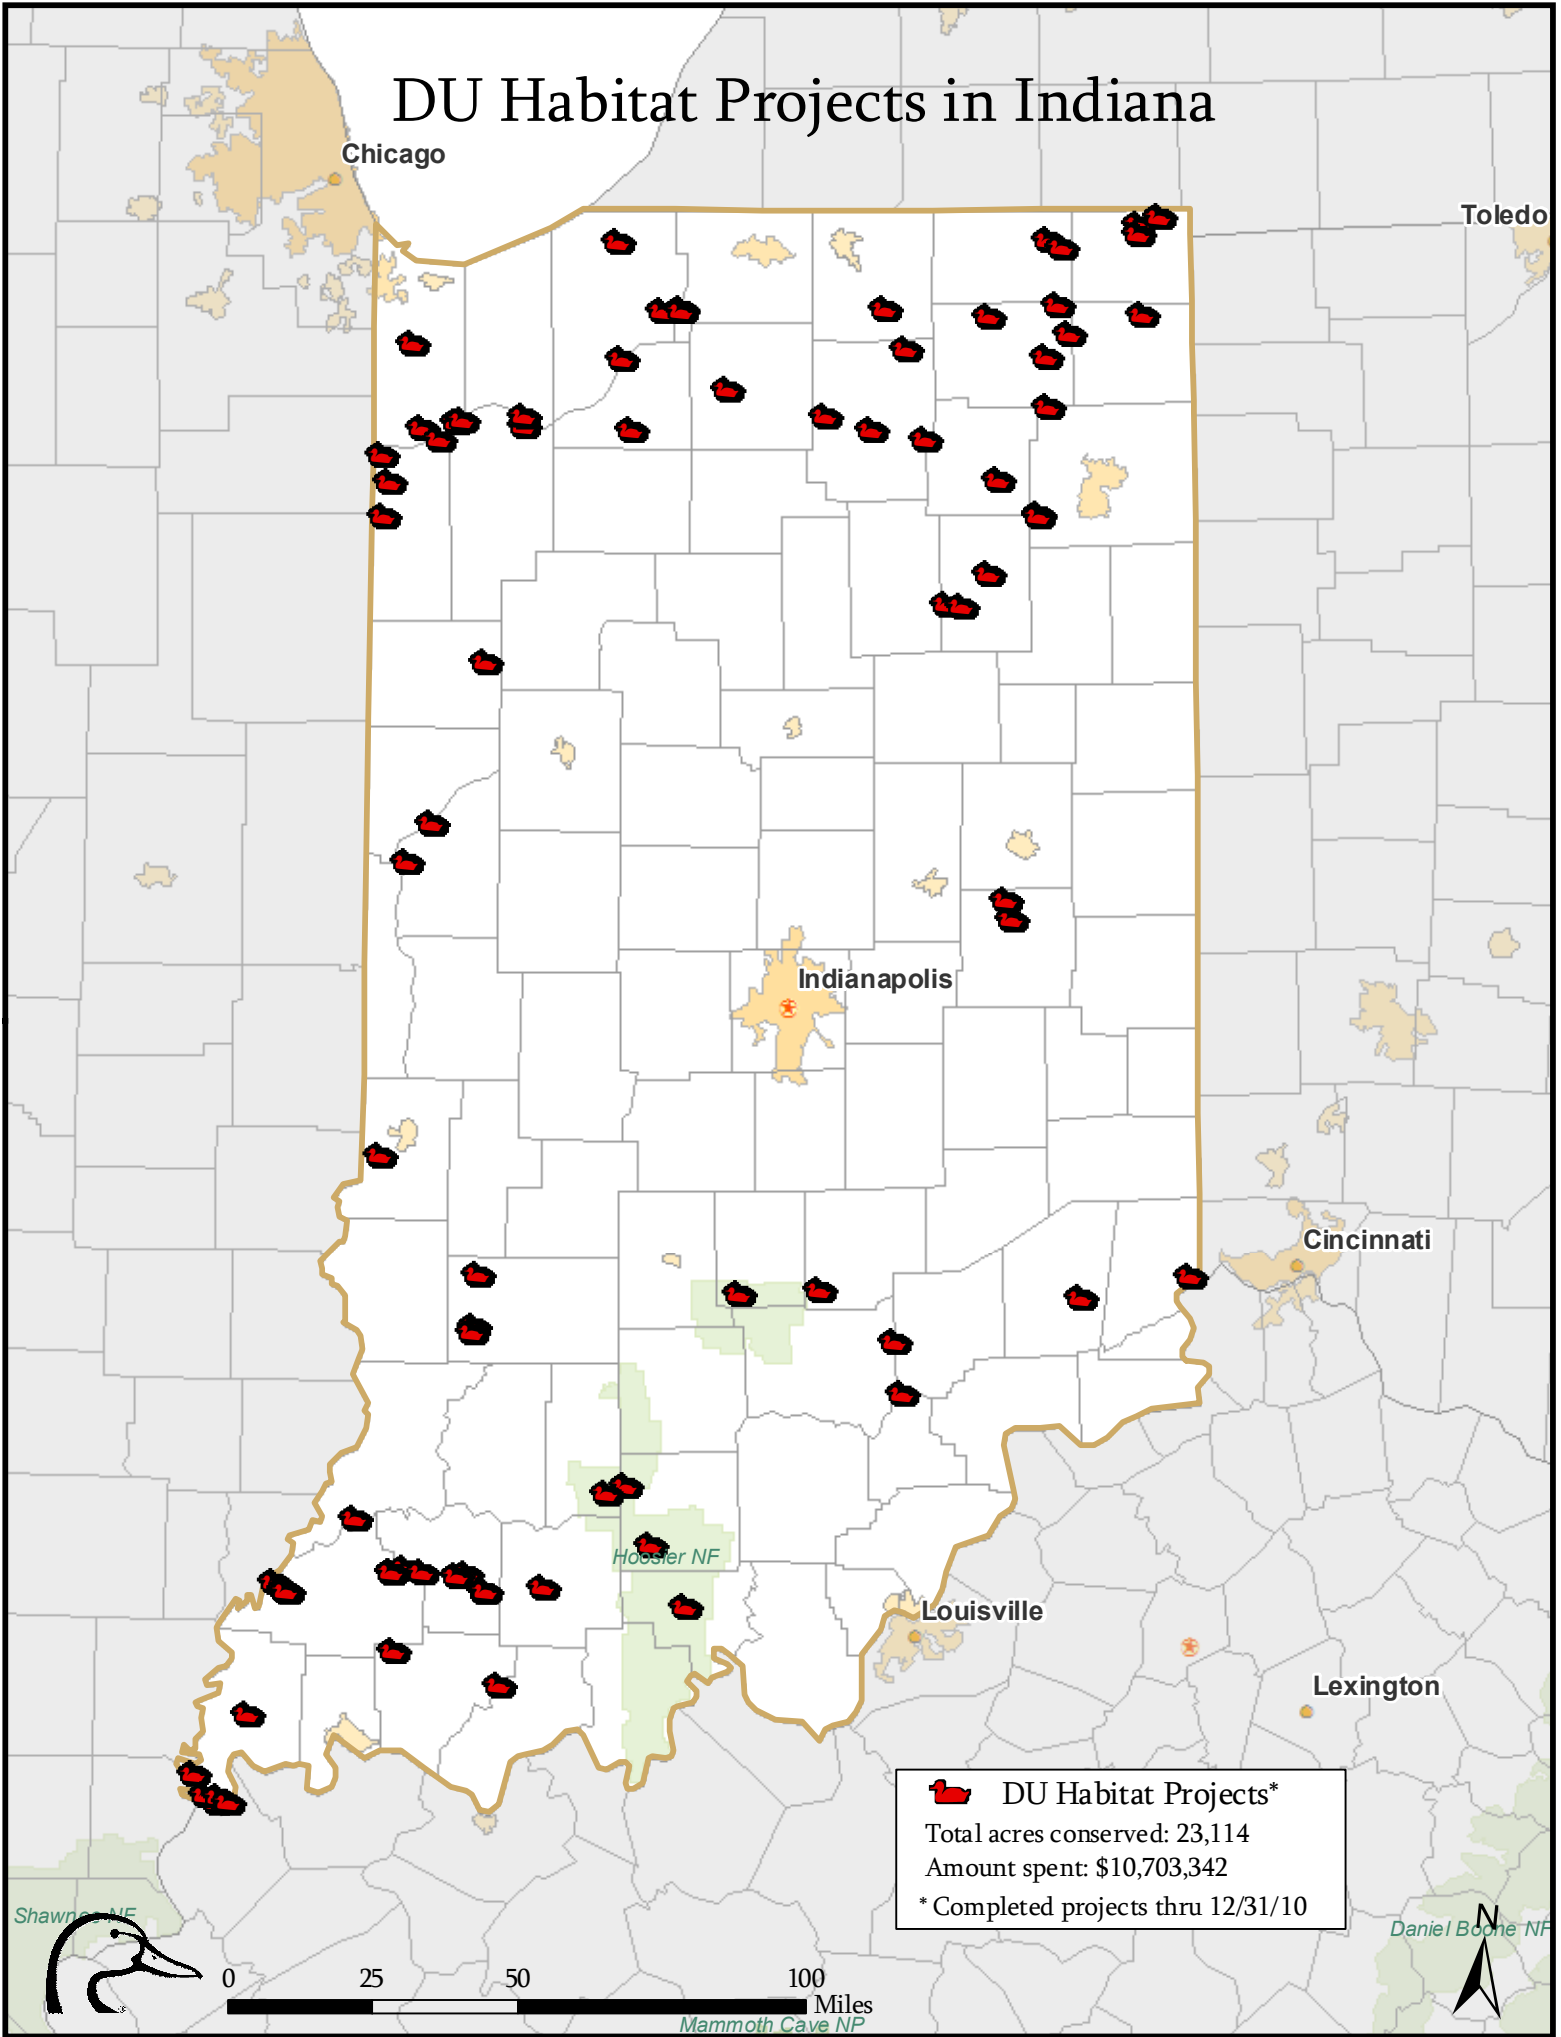 DU Habitat Projects in Indiana
Chicago
Toledo
Indianapolis
Cincinnati
Hoosier NF
Louisville
Lexington
DU Habitat Projects*
Total acres conserved: 23,114
Amount spent: $10,703,342
* Completed projects thru 12/31/10
Shawnee NF
N
Daniel Boone NF
0 25 50 100
Miles
Mammoth Cave NP